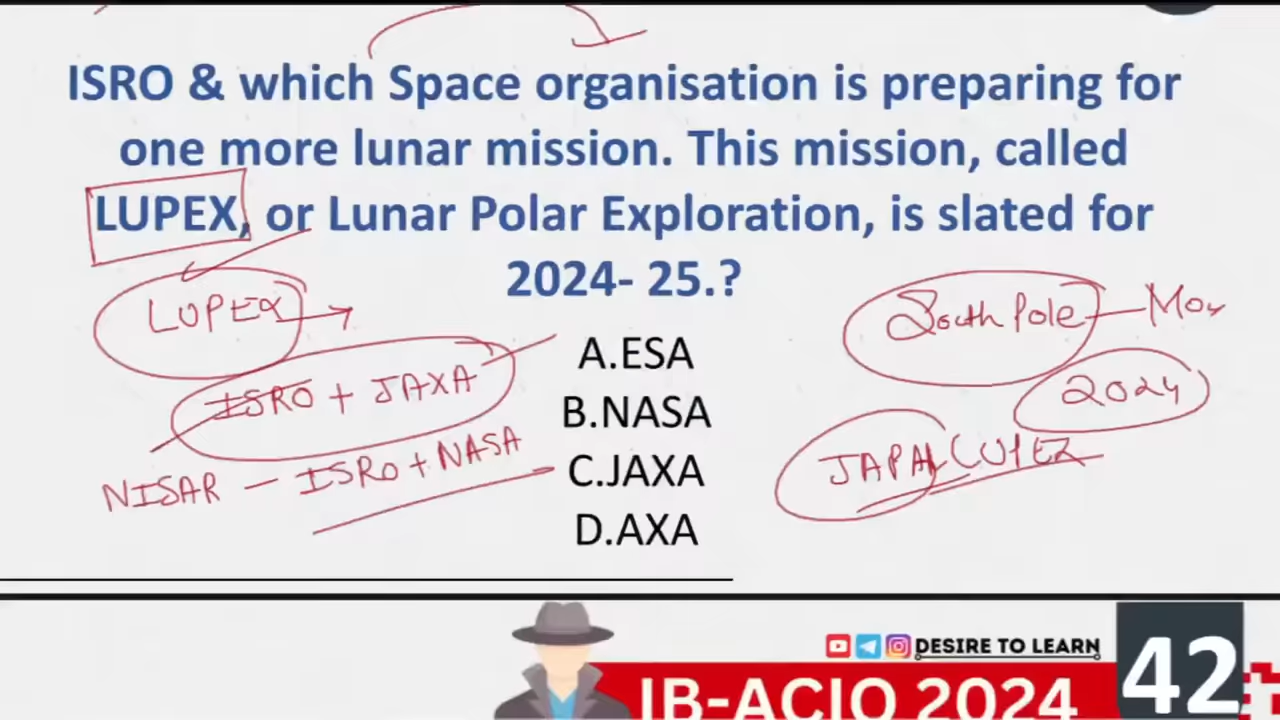 ISRO & which Space organisation is preparing for
one more lunar mission. This mission, called
LUPEX, or Lunar Polar Exploration, is slated for
2024- 25.?
LUPEX
ISRO + JAXA
NISAR - ISRO + NASA
A.ESA
B.NASA
C.JAXA
D.AXA
South Pole - Moo
2024
JAPAN
DESIRE TO LEARN
IB-ACIO 2024
42